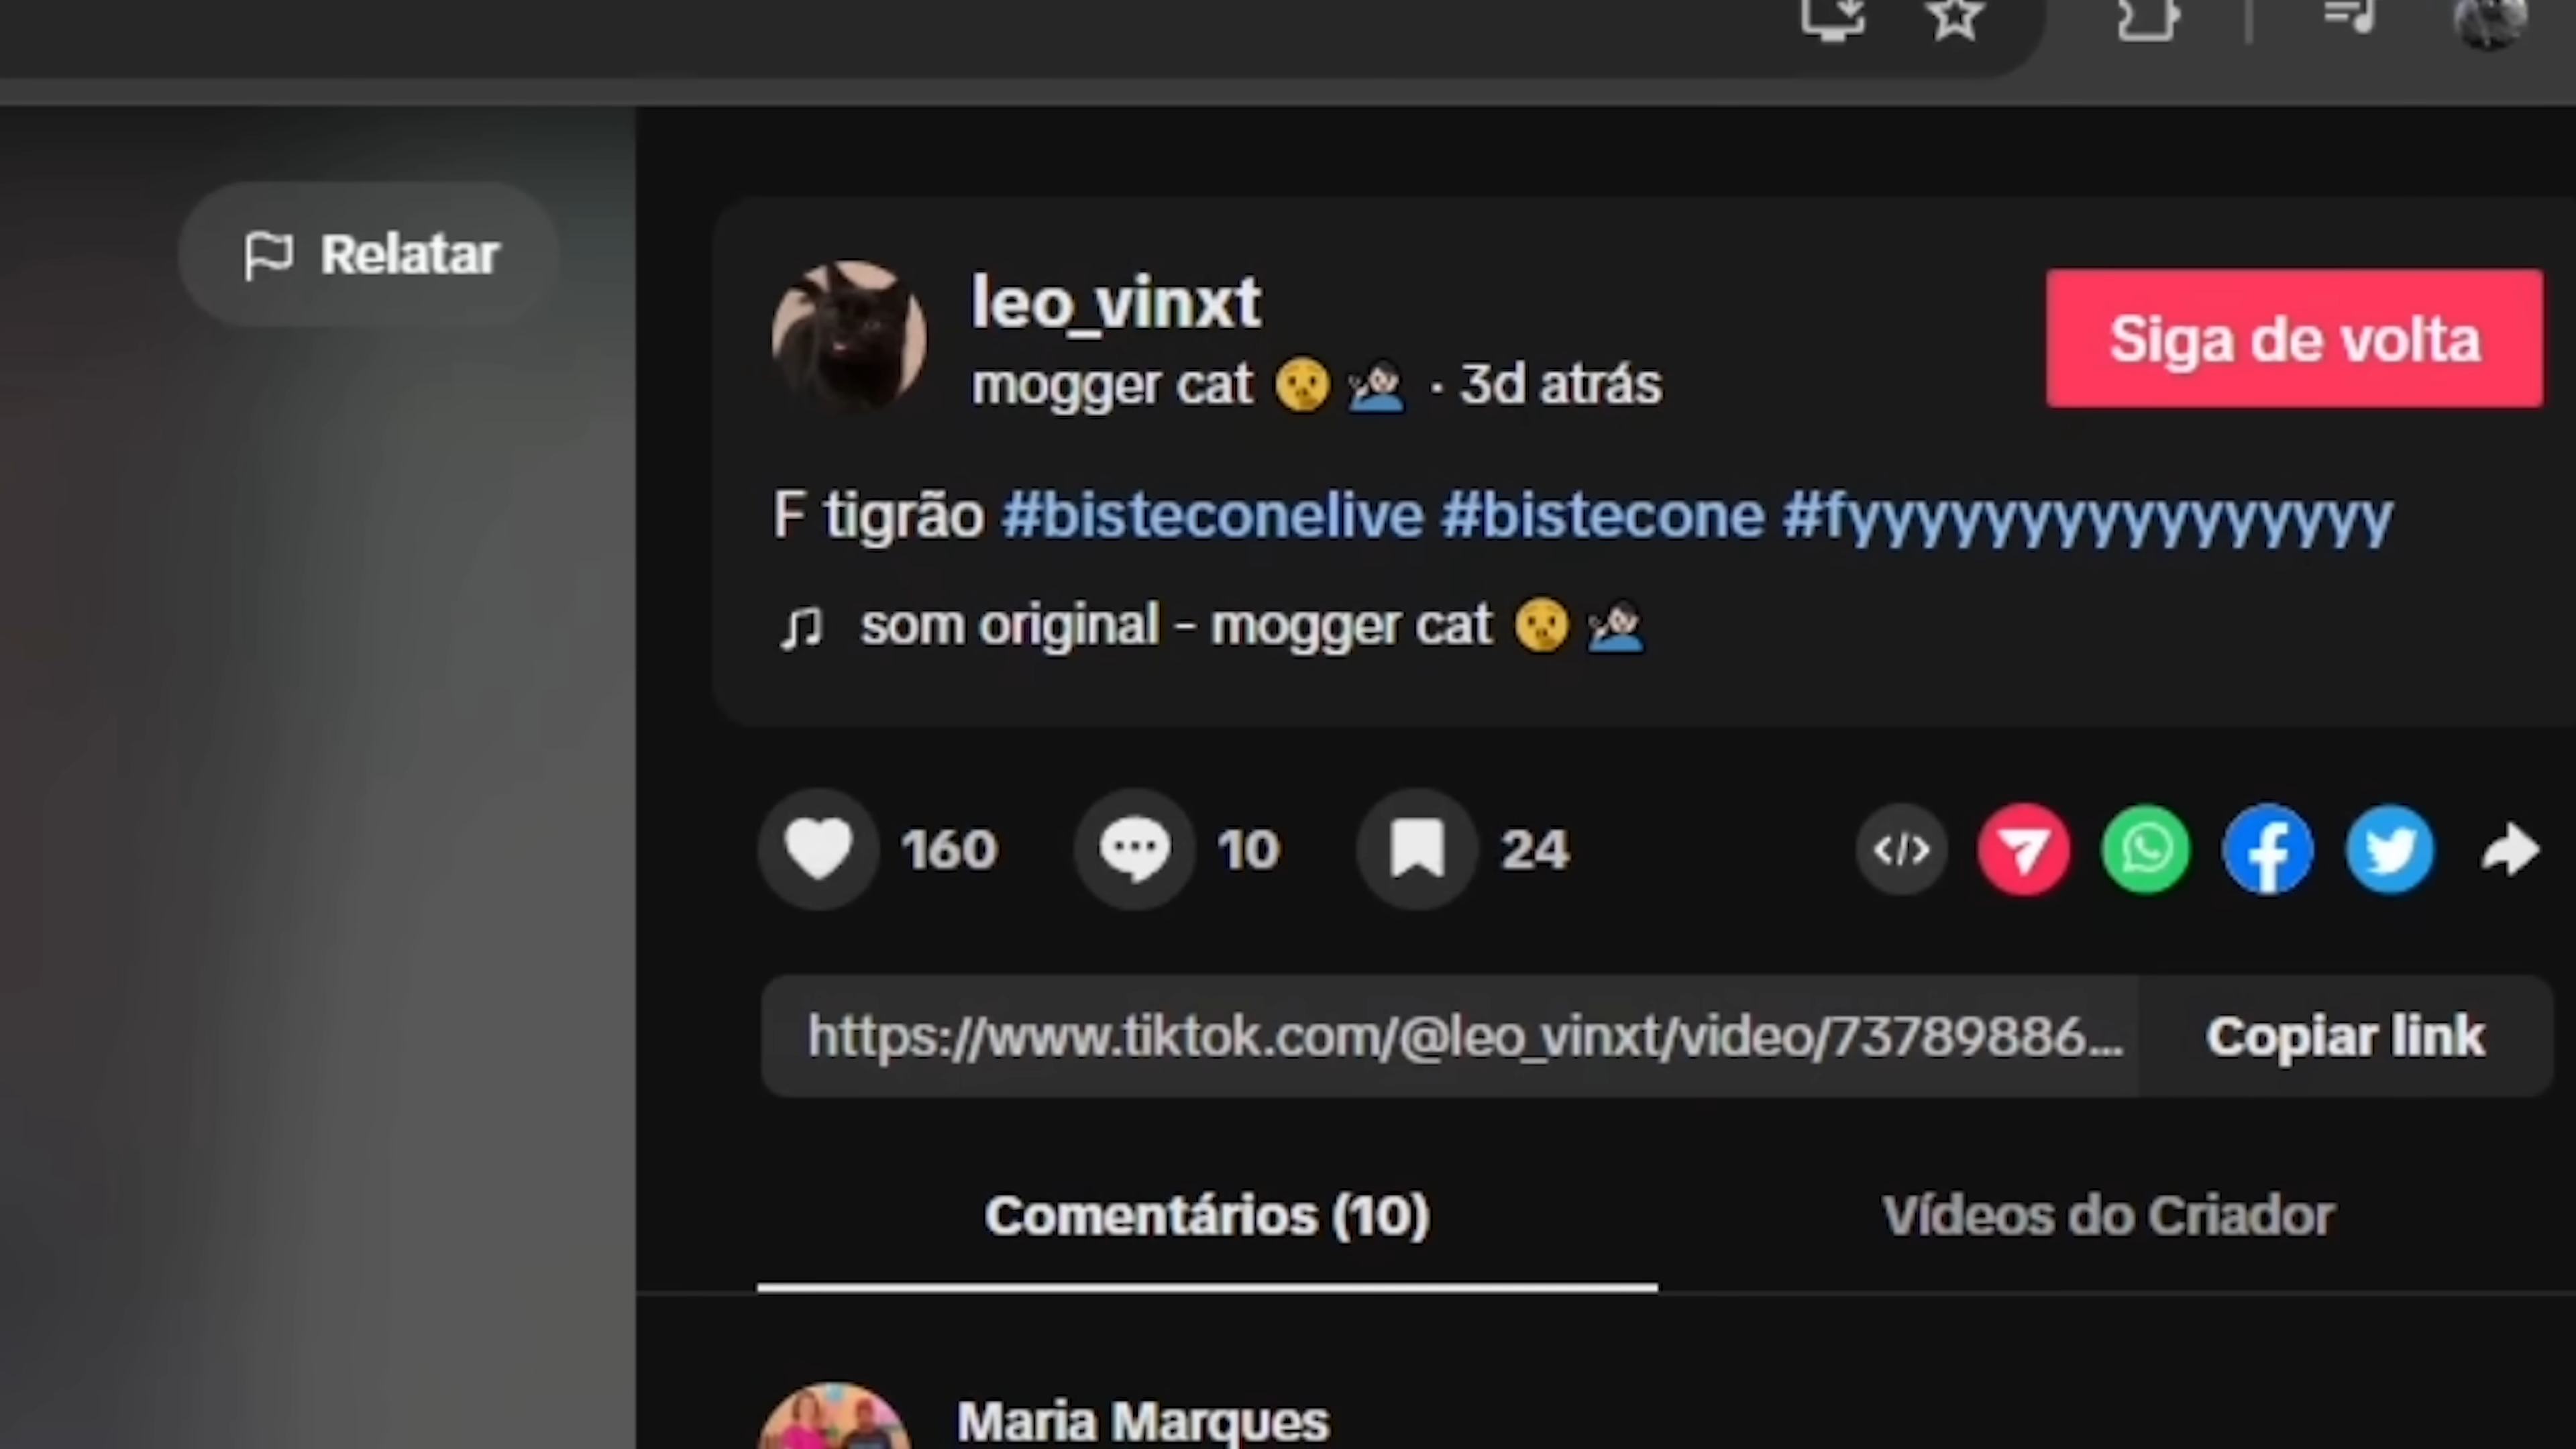 Relatar
leo_vinxt
Siga de volta
mogger cat 🫢 🙋🏻‍♂️ · 3d atrás
F tigrão #bisteconelive #bistecone #fyyyyyyyyyyyyyyyy
♫ som original - mogger cat 🫢 🙋🏻‍♂️
160 10 24
https://www.tiktok.com/@leo_vinxt/video/73789886... Copiar link
Comentários (10) Vídeos do Criador
Maria Marques